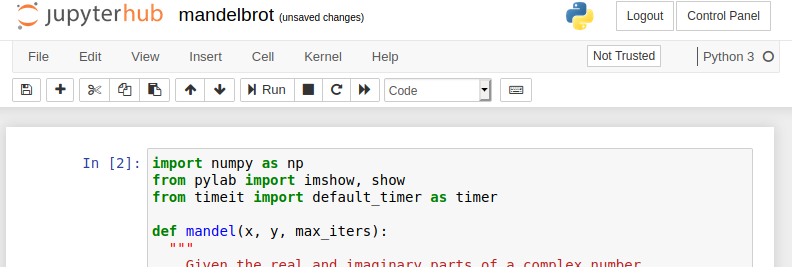 jupyterhub mandelbrot (unsaved changes) Logout Control Panel
File Edit View Insert Cell Kernel Help Not Trusted Python 3
Run Code
In [2]: import numpy as np
from pylab import imshow, show
from timeit import default_timer as timer
def mandel(x, y, max_iters):
"""
Given the real and imaginary parts of a complex number